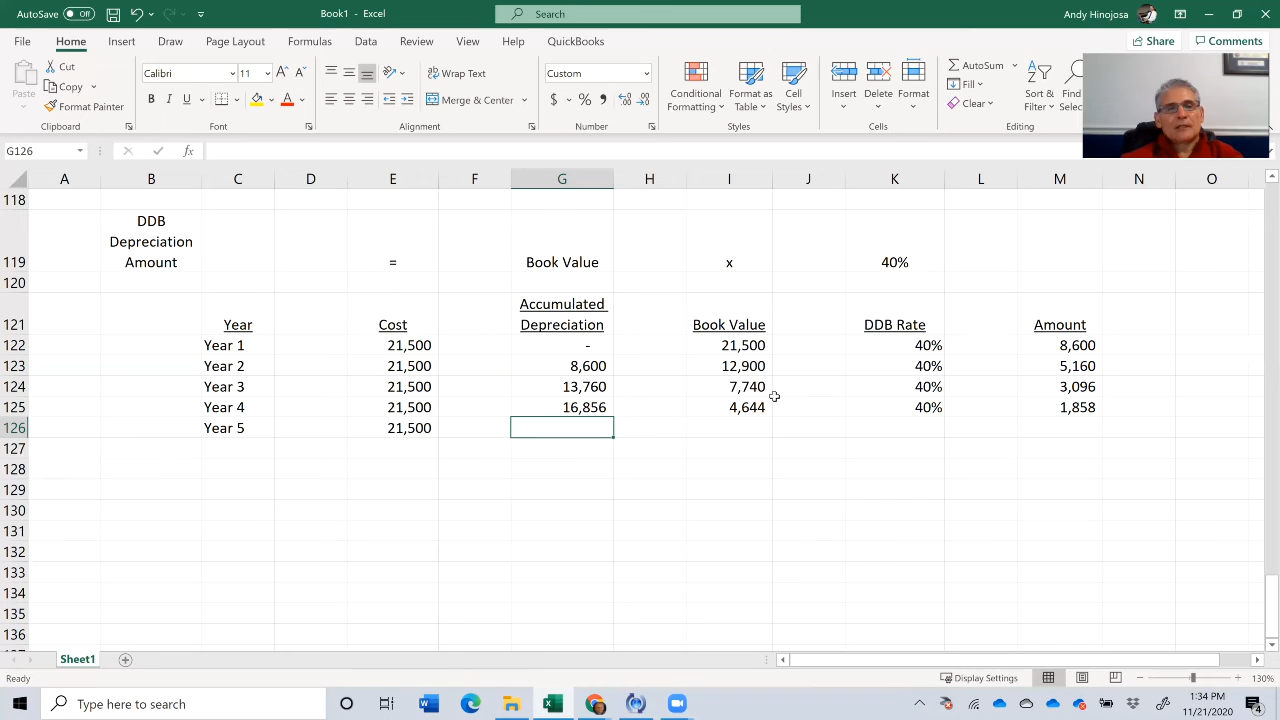 AutoSave Off
Book1 - Excel
Search
Andy Hinojosa
File Home Insert Draw Page Layout Formulas Data Review View Help QuickBooks
Share Comments
Paste
Cut
Copy
Format Painter
Clipboard
Calibri 11
B I U
Font
Wrap Text
Merge & Center
Alignment
Custom
$ % 
Number
Conditional Formatting
Format as Table
Cell Styles
Styles
Insert Delete Format
Cells
AutoSum
Fill
Clear
Sort & Filter
Editing
G126
fx
A B C D E F G H I J K L M N O
118
DDB
Depreciation
119 Amount = Book Value x 40%
120
Accumulated
121 Year Cost Depreciation Book Value DDB Rate Amount
122 Year 1 21,500 - 21,500 40% 8,600
123 Year 2 21,500 8,600 12,900 40% 5,160
124 Year 3 21,500 13,760 7,740 40% 3,096
125 Year 4 21,500 16,856 4,644 40% 1,858
126 Year 5 21,500
127
128
129
130
131
132
133
134
135
136
Sheet1
Ready
Display Settings
130%
Type here to search
1:34 PM
11/21/2020
4